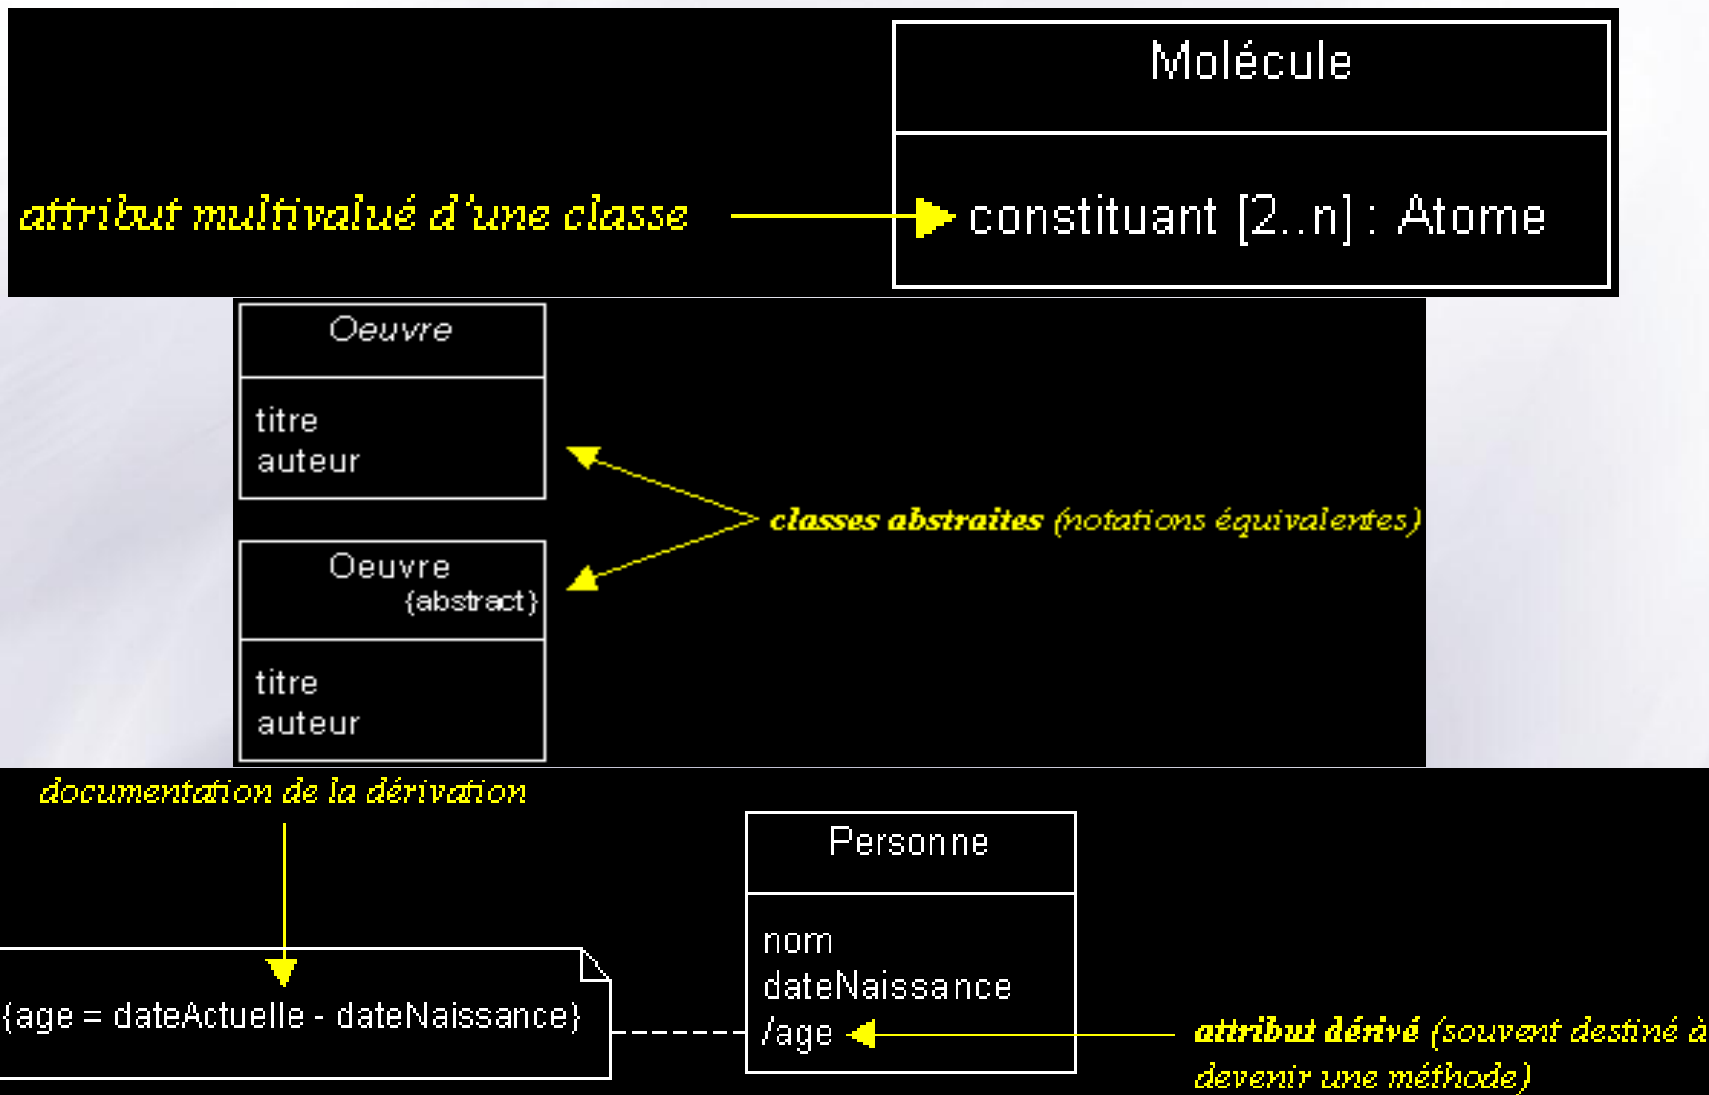 Molécule
attribut multivalué d'une classe
constituant [2..n] : Atome
Oeuvre
titre
auteur
classes abstraites (notations équivalentes)
Oeuvre
{abstract}
titre
auteur
documentation de la dérivation
Personne
nom
dateNaissance
{age = dateActuelle - dateNaissance}
/age
attribut dérivé (souvent destiné à
devenir une méthode)